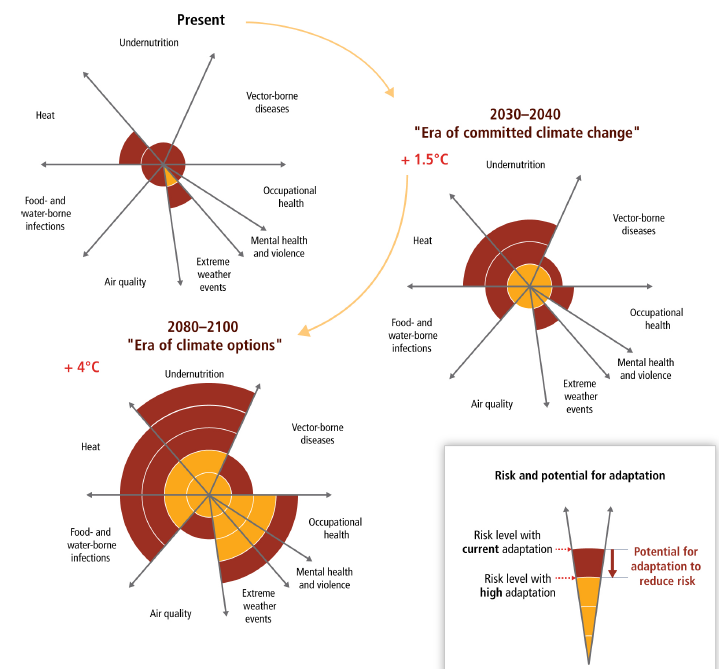 Present
Undernutrition
Vector-borne
diseases
Heat
Occupational
health
Food- and
water-borne
infections
Mental health
and violence
Extreme
weather
events
Air quality
2030–2040
"Era of committed climate change"
+ 1.5°C
Undernutrition
Vector-borne
diseases
Heat
Occupational
health
Food- and
water-borne
infections
Mental health
and violence
Extreme
weather
events
Air quality
2080–2100
"Era of climate options"
+ 4°C
Undernutrition
Vector-borne
diseases
Heat
Occupational
health
Food- and
water-borne
infections
Mental health
and violence
Extreme
weather
events
Air quality
Risk and potential for adaptation
Risk level with
current adaptation
Potential for
adaptation to
reduce risk
Risk level with
high adaptation